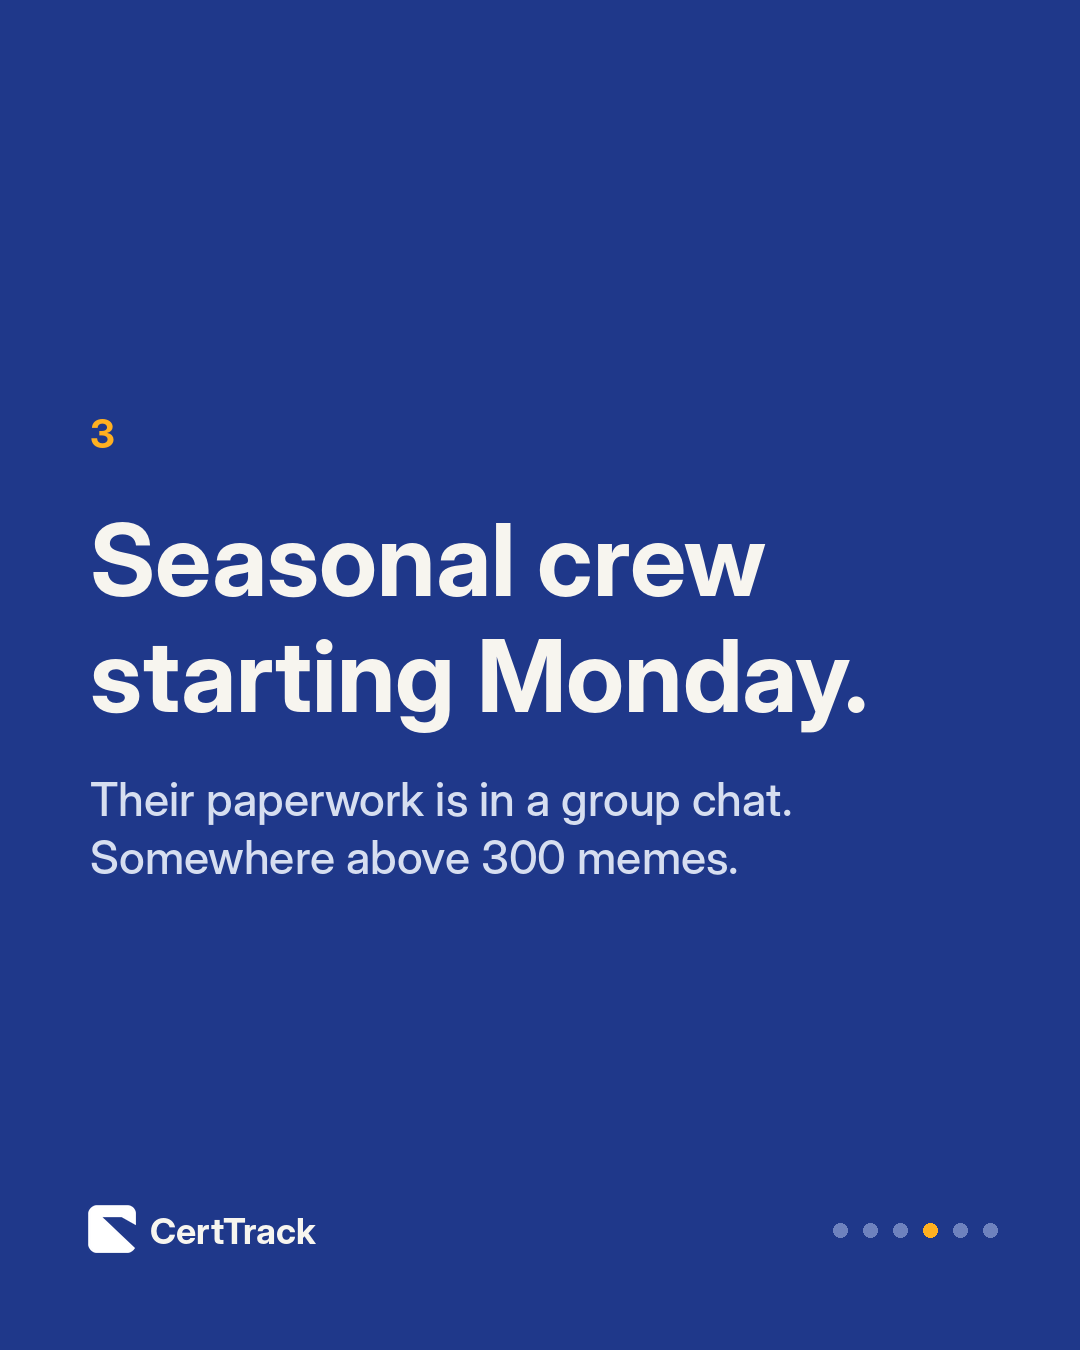 3
Seasonal crew
starting Monday.
Their paperwork is in a group chat.
Somewhere above 300 memes.
CertTrack